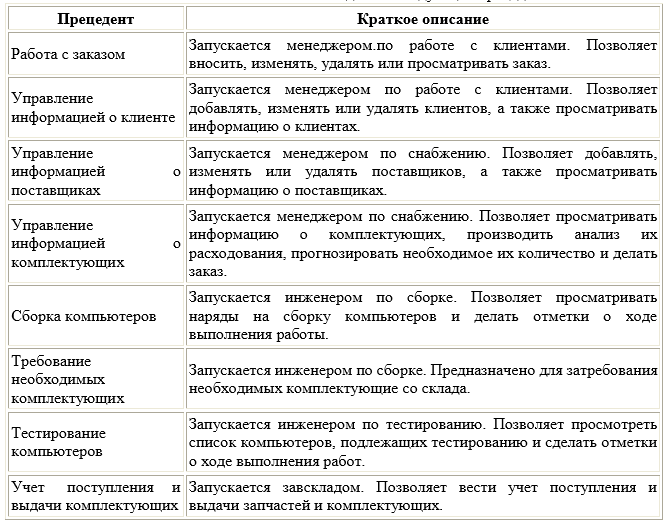 Прецедент
Краткое описание
Работа с заказом
Запускается менеджером.по работе с клиентами. Позволяет
вносить, изменять, удалять или просматривать заказ.
Управление
информацией о клиенте
Запускается менеджером по работе с клиентами. Позволяет
добавлять, изменять или удалять клиентов, а также просматривать
информацию о клиентах.
Управление
информацией о
поставщиках
Запускается менеджером по снабжению. Позволяет добавлять,
изменять или удалять поставщиков, а также просматривать
информацию о поставщиках.
Управление
информацией о
комплектующих
Запускается менеджером по снабжению. Позволяет просматривать
информацию о комплектующих, производить анализ их
расходования, прогнозировать необходимое их количество и делать
заказ.
Сборка компьютеров
Запускается инженером по сборке. Позволяет просматривать
наряды на сборку компьютеров и делать отметки о ходе
выполнения работы.
Требование
необходимых
комплектующих
Запускается инженером по сборке. Предназначено для затребования
необходимых комплектующие со склада.
Тестирование
компьютеров
Запускается инженером по тестированию. Позволяет просмотреть
список компьютеров, подлежащих тестированию и сделать отметки
о ходе выполнения работ.
Учет поступления и
выдачи комплектующих
Запускается завскладом. Позволяет вести учет поступления и
выдачи запчастей и комплектующих.